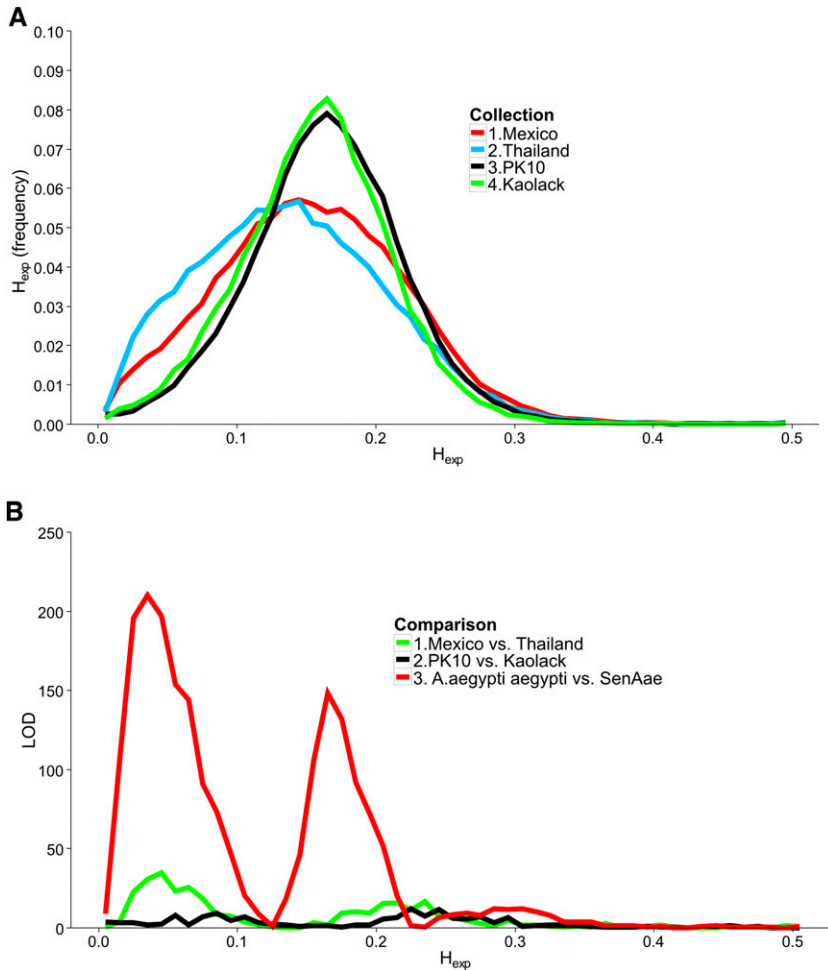 A
0.10
0.09
0.08
0.07
0.06
0.05
0.04
0.03
0.02
0.01
0.00
Hexp (frequency)
Collection
1.Mexico
2.Thailand
3.PK10
4.Kaolack
0.0 0.1 0.2 0.3 0.4 0.5
Hexp
B
250
200
150
100
50
0
LOD
Comparison
1.Mexico vs. Thailand
2.PK10 vs. Kaolack
3. A.aegypti aegypti vs. SenAae
0.0 0.1 0.2 0.3 0.4 0.5
Hexp